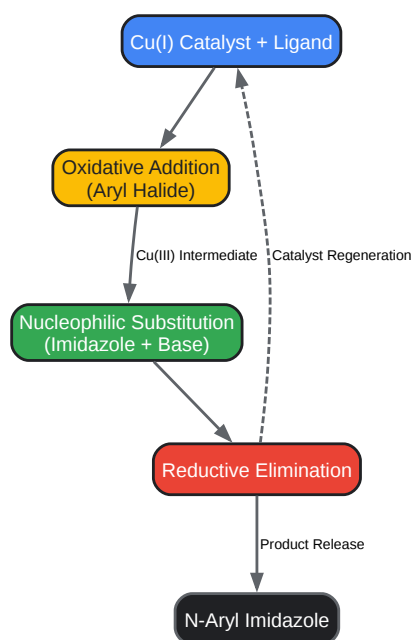 Cu(I) Catalyst + Ligand
Oxidative Addition
(Aryl Halide)
Cu(III) Intermediate
Catalyst Regeneration
Nucleophilic Substitution
(Imidazole + Base)
Reductive Elimination
Product Release
N-Aryl Imidazole